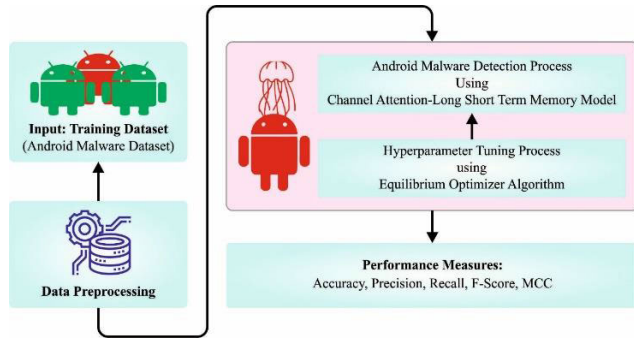 Input: Training Dataset
(Android Malware Dataset)
Data Preprocessing
Android Malware Detection Process
Using
Channel Attention-Long Short Term Memory Model
Hyperparameter Tuning Process
using
Equilibrium Optimizer Algorithm
Performance Measures:
Accuracy, Precision, Recall, F-Score, MCC